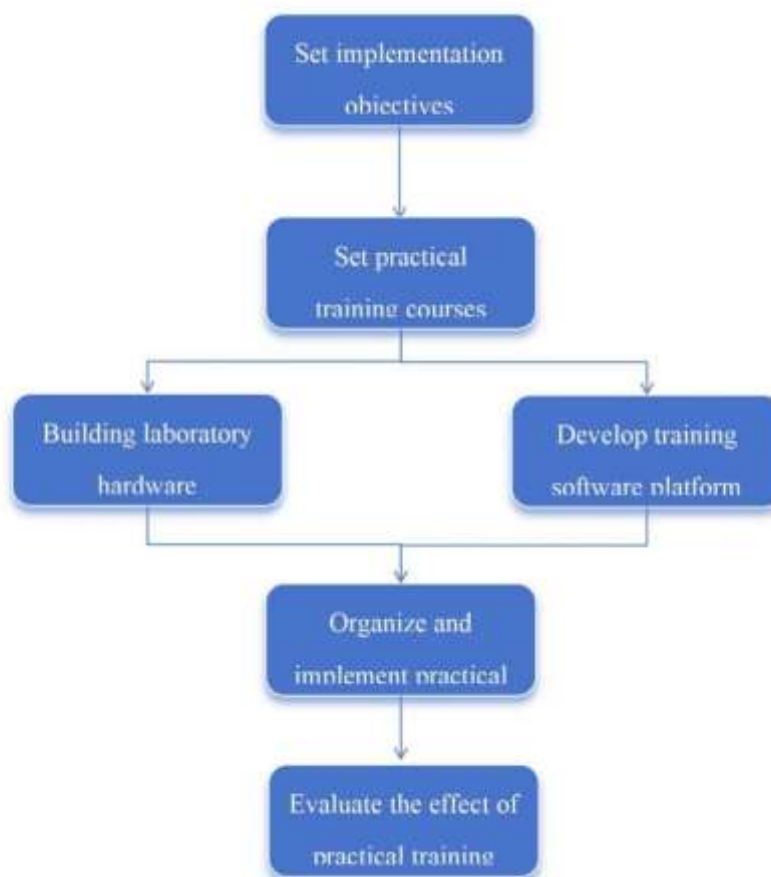 Set implementation
objectives
Set practical
training courses
Building laboratory
hardware
Develop training
software platform
Organize and
implement practical
Evaluate the effect of
practical training